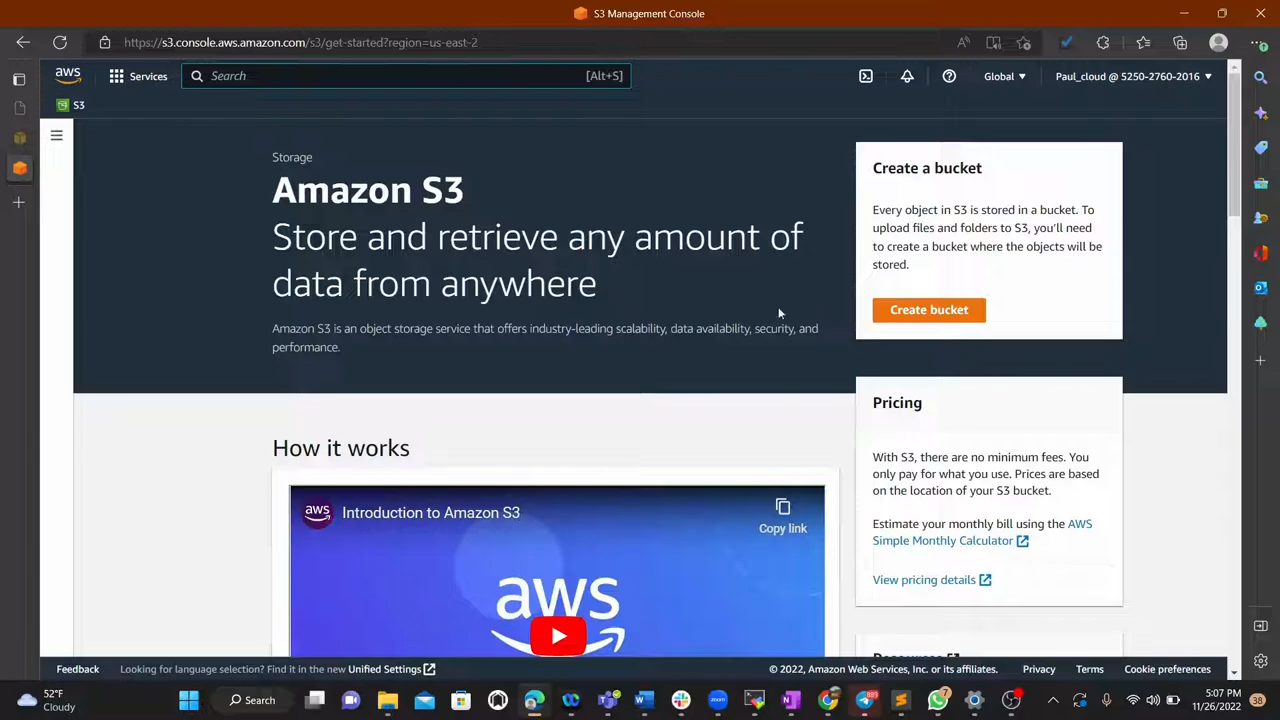 S3 Management Console
https://s3.console.aws.amazon.com/s3/get-started?region=us-east-2
aws
Services
Search
[Alt+S]
Global
Paul_cloud @ 5250-2760-2016
S3
Storage
Amazon S3
Store and retrieve any amount of
data from anywhere
Amazon S3 is an object storage service that offers industry-leading scalability, data availability, security, and
performance.
Create a bucket
Every object in S3 is stored in a bucket. To
upload files and folders to S3, you'll need
to create a bucket where the objects will be
stored.
Create bucket
Pricing
With S3, there are no minimum fees. You
only pay for what you use. Prices are based
on the location of your S3 bucket.
Estimate your monthly bill using the AWS
Simple Monthly Calculator
View pricing details
How it works
aws
Introduction to Amazon S3
Copy link
aws
Feedback
Looking for language selection? Find it in the new Unified Settings
© 2022, Amazon Web Services, Inc. or its affiliates.
Privacy
Terms
Cookie preferences
52°F
Cloudy
Search
5:07 PM
11/26/2022
38